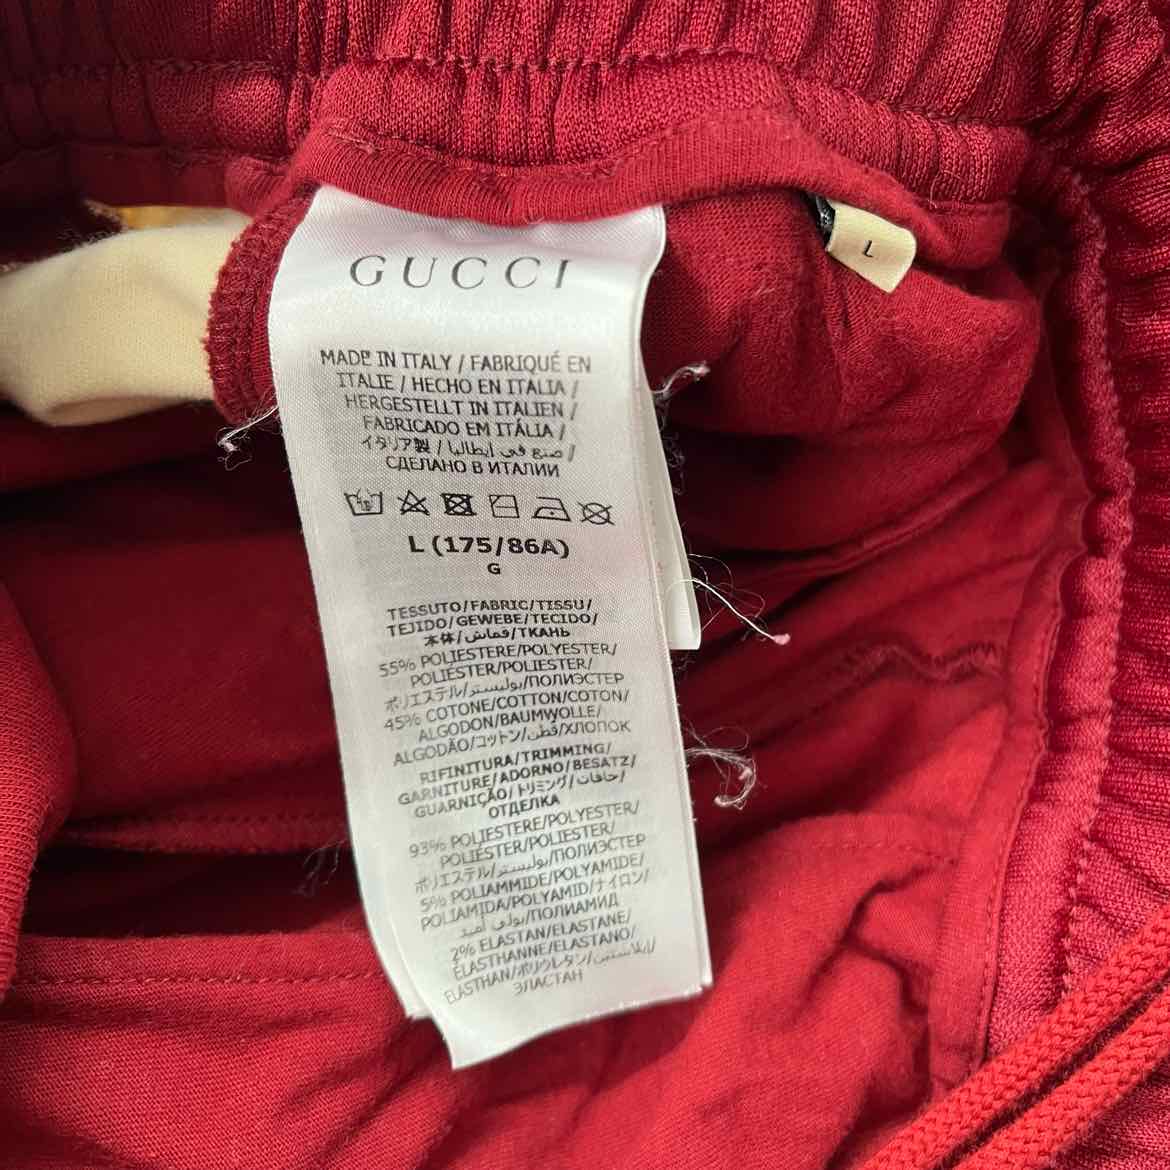 GUCCI
L
MADE IN ITALY / FABRIQUÉ EN
ITALIE / HECHO EN ITALIA /
HERGESTELLT IN ITALIEN /
FABRICADO EM ITÁLIA /
イタリア製 / صنع في إيطاليا /
СДЕЛАНО В ИТАЛИИ
L (175/86A)
G
TESSUTO/FABRIC/TISSU/
TEJIDO/GEWEBE/TECIDO/
本体/قماش/ТКАНЬ
55% POLIESTERE/POLYESTER/
POLIÉSTER/POLIESTER/
ポリエステル/بوليستر/ПОЛИЭСТЕР
45% COTONE/COTTON/COTON/
ALGODON/BAUMWOLLE/
ALGODÃO/コットン/قطن/ХЛОПОК
RIFINITURA/TRIMMING/
GARNITURE/ADORNO/BESATZ/
GUARNIÇÃO/トリミング/حافات/
ОТДЕЛКА
93% POLIESTERE/POLYESTER/
POLIÉSTER/POLIESTER/
ポリエステル/بوليستر/ПОЛИЭСТЕР
5% POLIAMMIDE/POLYAMIDE/
POLIAMIDA/POLYAMID/ナイロン/
بولي أميد/ПОЛИАМИД
2% ELASTAN/ELASTANE/
ÉLASTHANNE/ELASTANO/
ELASTHAN/ポリウレタン/إيلاستين/
ЭЛАСТАН